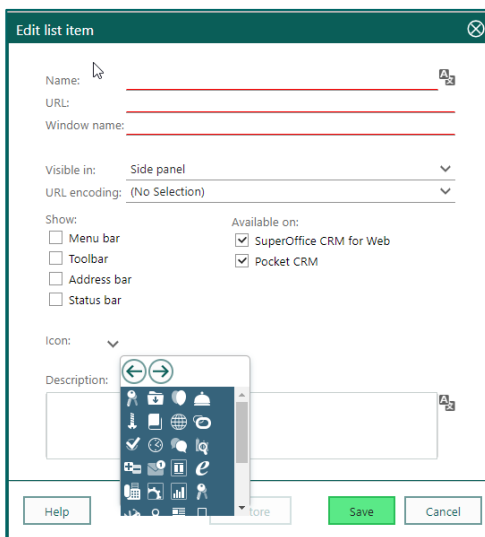 Edit list item
Name:
URL:
Window name:
Visible in: Side panel
URL encoding: (No Selection)
Show:
Available on:
Menu bar
SuperOffice CRM for Web
Toolbar
Pocket CRM
Address bar
Status bar
Icon:
Description:
Help
tore
Save
Cancel